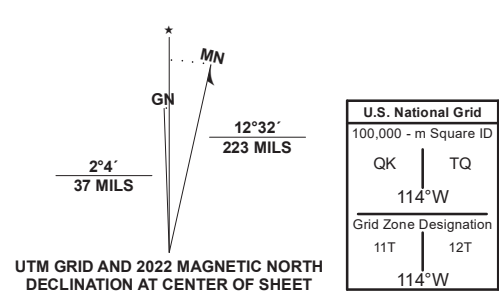 ★
MN
GN
12°32´
223 MILS
2°4´
37 MILS
UTM GRID AND 2022 MAGNETIC NORTH
DECLINATION AT CENTER OF SHEET
U.S. National Grid
100,000 - m Square ID
QK TQ
114°W
Grid Zone Designation
11T 12T
114°W